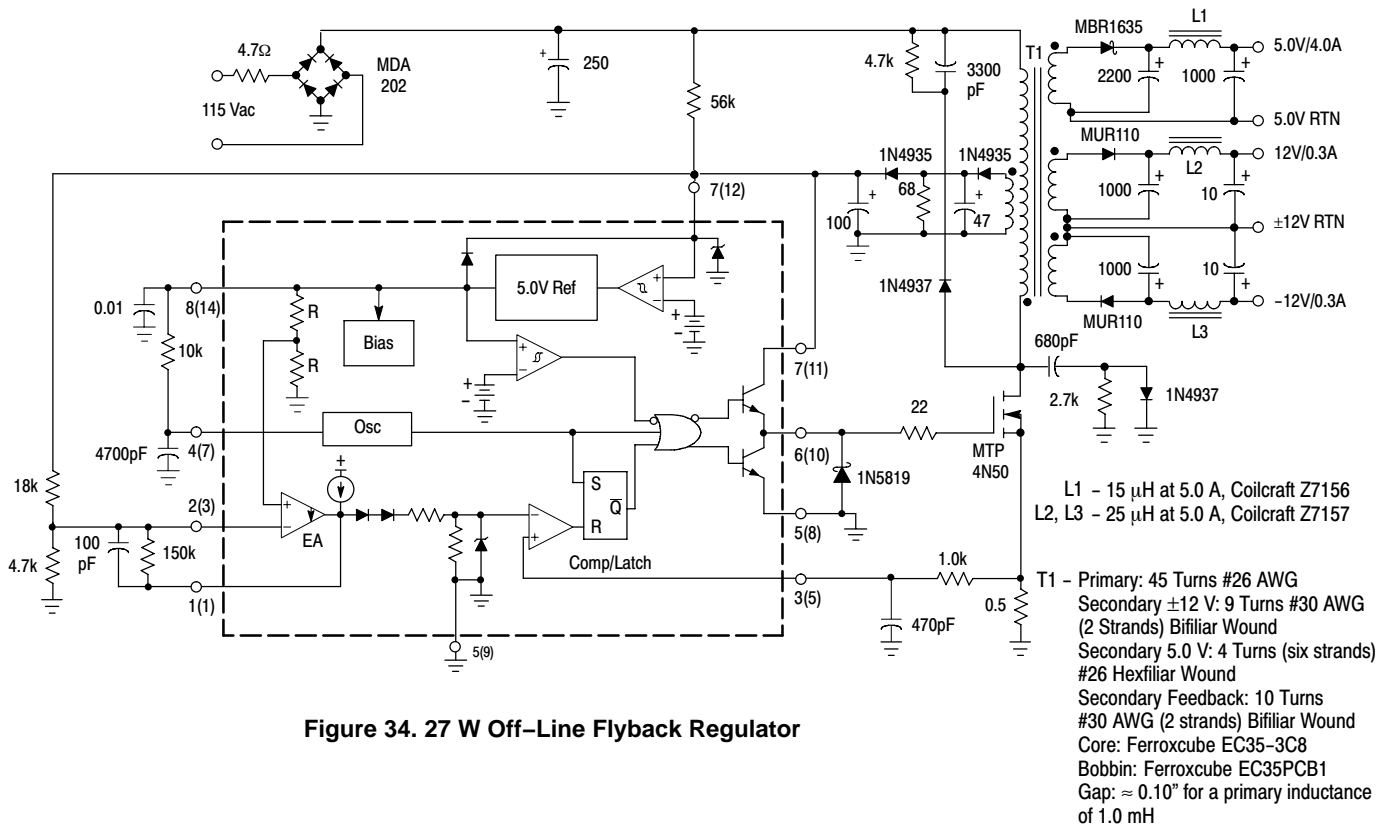 4.7Ω
MDA
202
115 Vac
+
250
56k
4.7k
3300
pF
T1
MBR1635
L1
5.0V/4.0A
2200
+
1000
+
5.0V RTN
MUR110
12V/0.3A
L2
1000
+
10
+
±12V RTN
1000
+
10
+
MUR110
L3
−12V/0.3A
1N4935
1N4935
68
+
100
+
47
7(12)
1N4937
680pF
2.7k
1N4937
0.01
8(14)
R
R
Bias
5.0V Ref
+
−
+
−
+
−
+
−
7(11)
10k
4700pF
4(7)
Osc
18k
2(3)
4.7k
100
pF
150k
1(1)
+
+
−
EA
S
Q
R
−
+
Comp/Latch
5(9)
22
6(10)
1N5819
5(8)
MTP
4N50
3(5)
1.0k
470pF
0.5
L1 – 15 μH at 5.0 A, Coilcraft Z7156
L2, L3 – 25 μH at 5.0 A, Coilcraft Z7157
T1 – Primary: 45 Turns #26 AWG
Secondary ±12 V: 9 Turns #30 AWG
(2 Strands) Bifiliar Wound
Secondary 5.0 V: 4 Turns (six strands)
#26 Hexfiliar Wound
Secondary Feedback: 10 Turns
#30 AWG (2 strands) Bifiliar Wound
Core: Ferroxcube EC35–3C8
Bobbin: Ferroxcube EC35PCB1
Gap: ≈ 0.10" for a primary inductance
of 1.0 mH
Figure 34. 27 W Off–Line Flyback Regulator